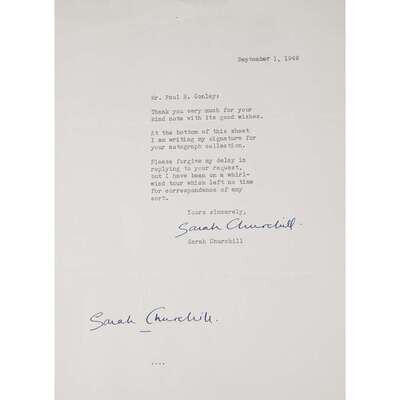 September 1, 1949
Mr. Paul H. Conley:
Thank you very much for your
kind note with its good wishes.
At the bottom of this sheet
I am writing my signature for
your autograph collection.
Please forgive my delay in
replying to your request,
but I have been on a whirl-
wind tour which left no time
for correspondence of any
sort.
Yours sincerely,
Sarah Churchill.
Sarah Churchill
Sarah Churchill.
....